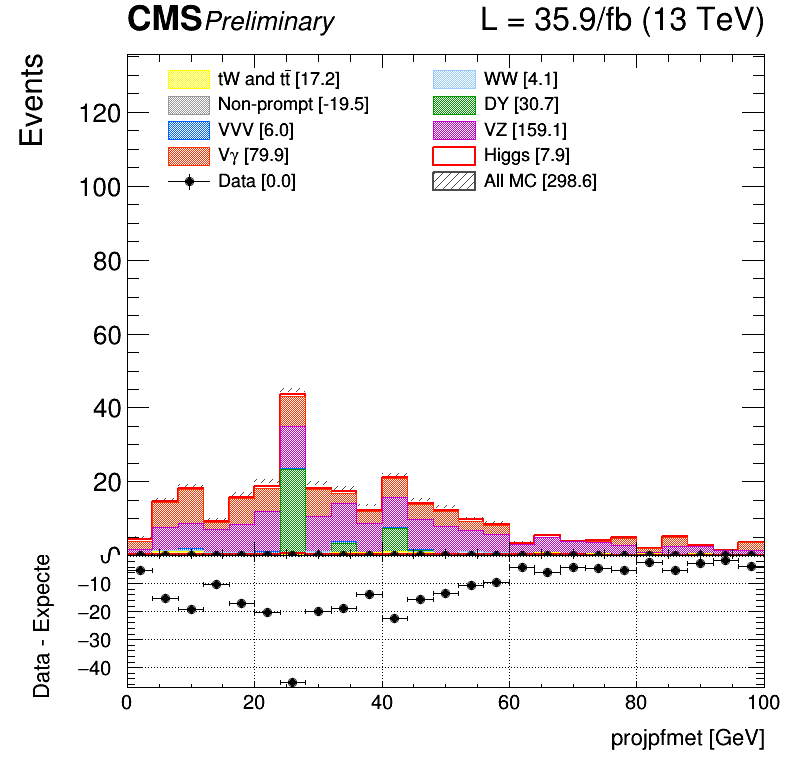 CMS Preliminary L = 35.9/fb (13 TeV)
Events
tW and tt̄ [17.2] WW [4.1]
Non-prompt [-19.5] DY [30.7]
VVV [6.0] VZ [159.1]
Vγ [79.9] Higgs [7.9]
Data [0.0] All MC [298.6]
120
100
80
60
40
20
0
Data - Expecte
−10
−20
−30
−40
0 20 40 60 80 100
projpfmet [GeV]